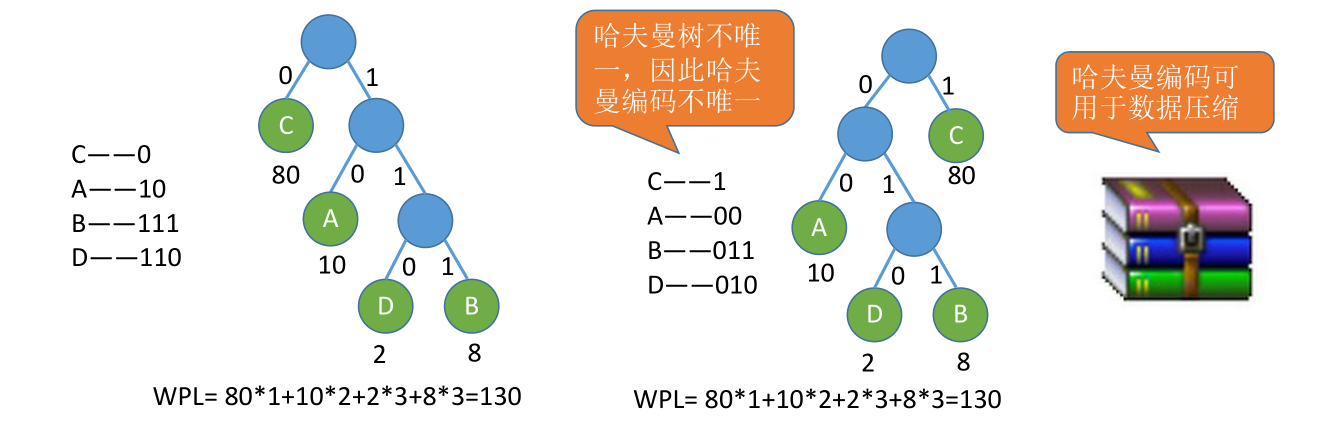 0
1
C
80
0
1
A
10
0
1
D
B
2
8
C——0
A——10
B——111
D——110
WPL= 80*1+10*2+2*3+8*3=130
哈夫曼树不唯
一，因此哈夫
曼编码不唯一
C——1
A——00
B——011
D——010
0
1
C
80
0
1
A
10
0
1
D
B
2
8
WPL= 80*1+10*2+2*3+8*3=130
哈夫曼编码可
用于数据压缩